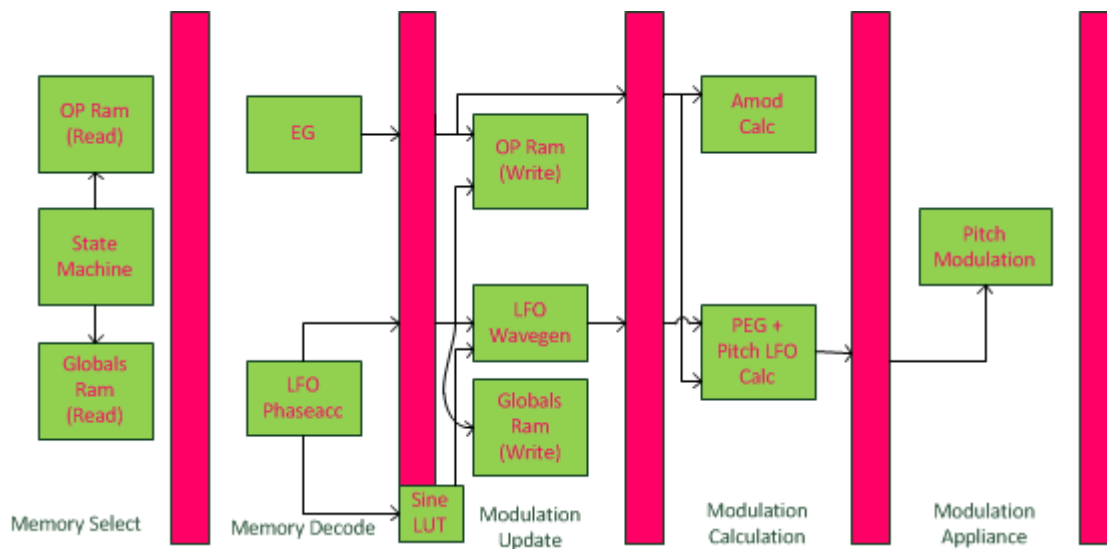 OP Ram
(Read)
State
Machine
Globals
Ram
(Read)
Memory Select
EG
LFO
Phaseacc
Memory Decode
Sine
LUT
OP Ram
(Write)
LFO
Wavegen
Globals
Ram
(Write)
Modulation
Update
Amod
Calc
PEG +
Pitch LFO
Calc
Modulation
Calculation
Pitch
Modulation
Modulation
Appliance